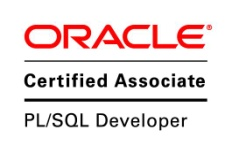 ORACLE®
Certified Associate
PL/SQL Developer